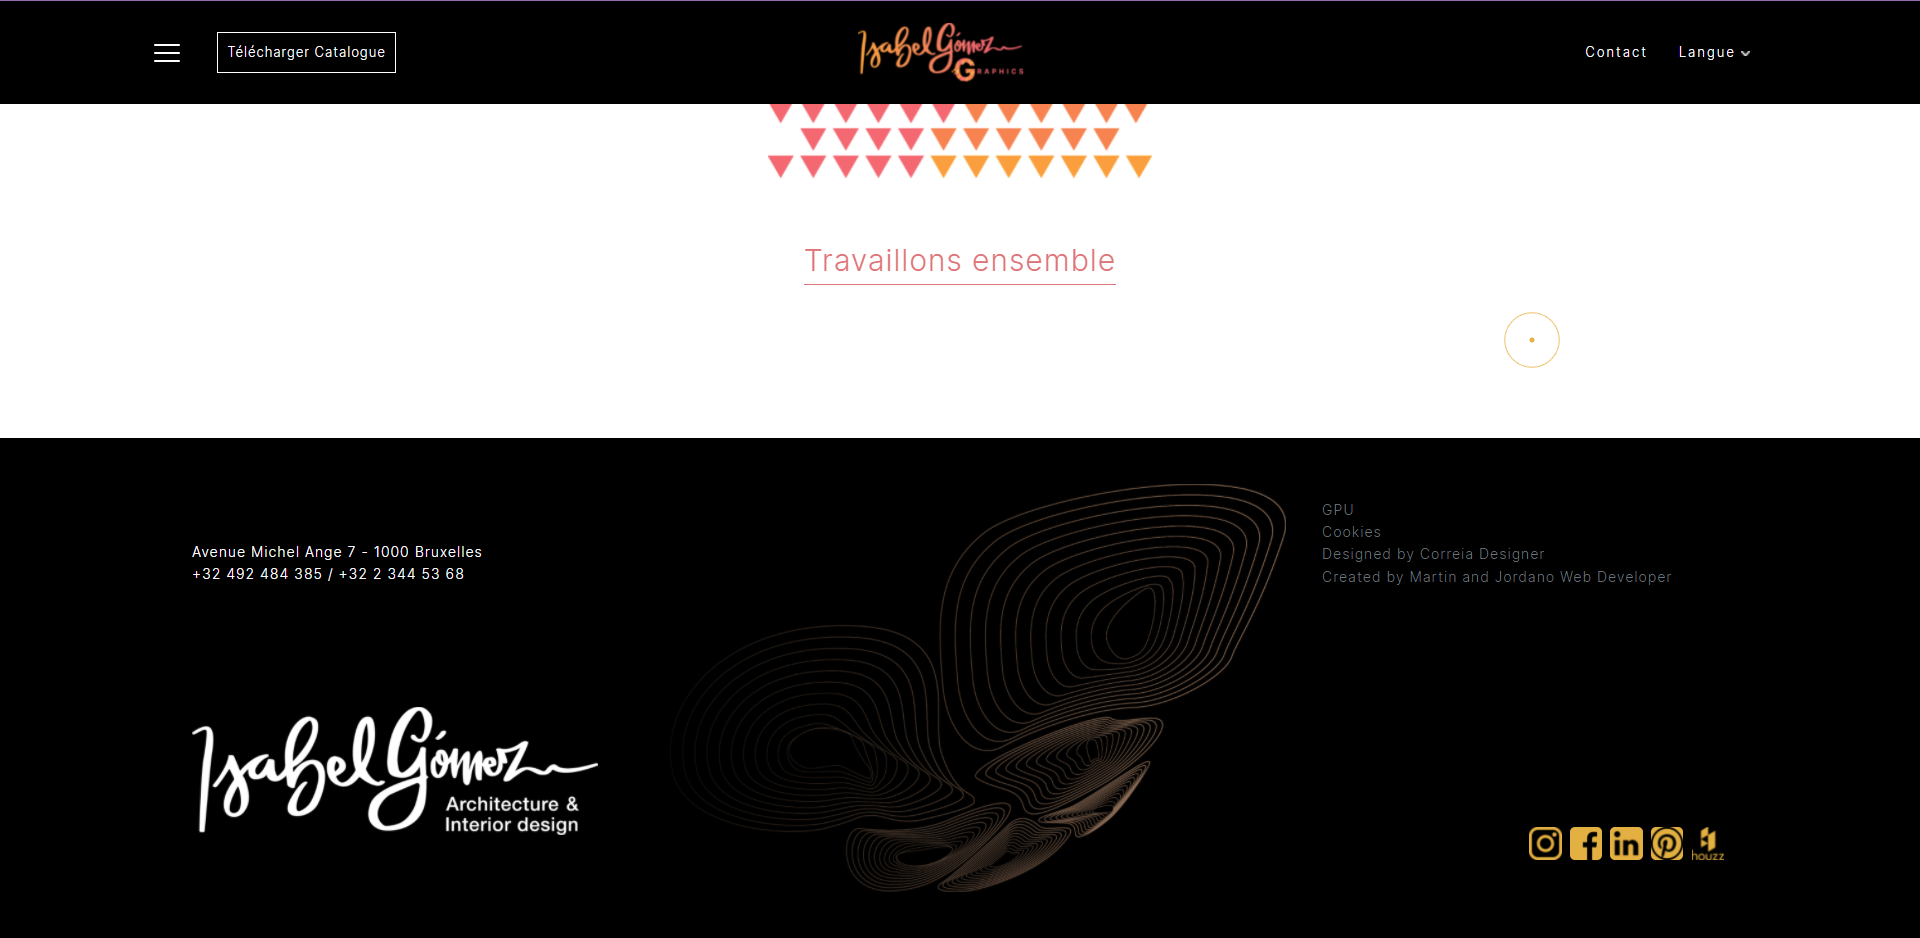 Télécharger Catalogue
Isabel Gómez
GRAPHICS
Contact
Langue
Travaillons ensemble
Avenue Michel Ange 7 - 1000 Bruxelles
+32 492 484 385 / +32 2 344 53 68
GPU
Cookies
Designed by Correia Designer
Created by Martin and Jordano Web Developer
Isabel Gómez
Architecture &
Interior design
in
houzz